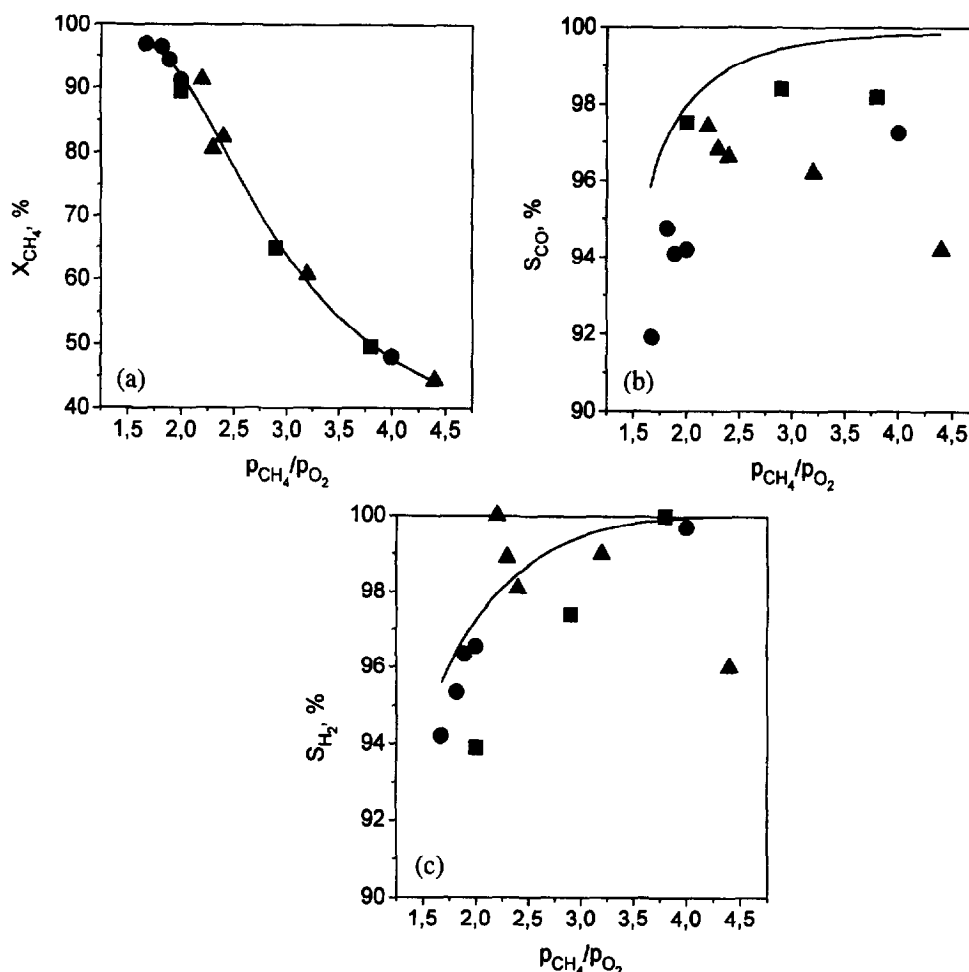 100
90
80
70
60
50
40
X_CH₄, %
(a)
1,5 2,0 2,5 3,0 3,5 4,0 4,5
p_CH₄/p_O₂
100
98
96
94
92
90
S_CO, %
(b)
1,5 2,0 2,5 3,0 3,5 4,0 4,5
p_CH₄/p_O₂
100
98
96
94
92
90
S_H₂, %
(c)
1,5 2,0 2,5 3,0 3,5 4,0 4,5
p_CH₄/p_O₂